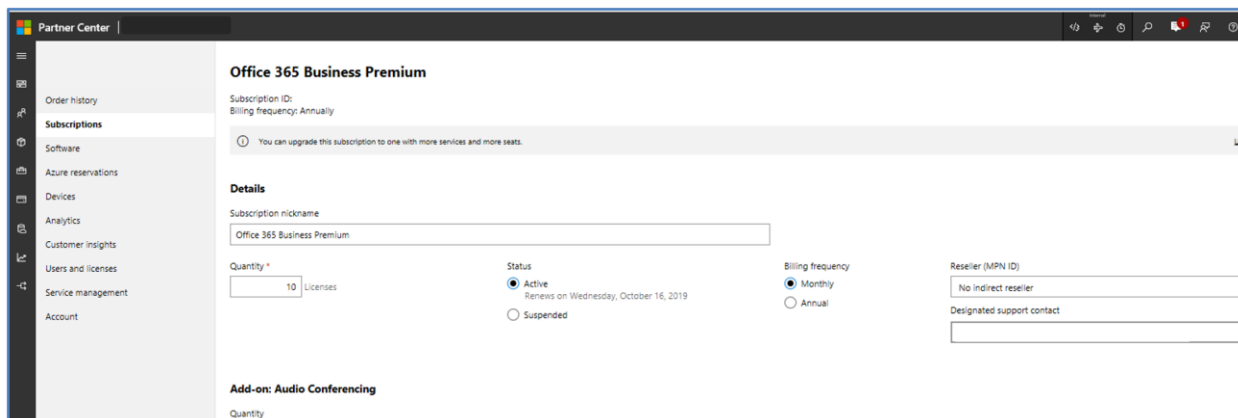 Partner Center
Internal
1
Office 365 Business Premium
Subscription ID:
Billing frequency: Annually
You can upgrade this subscription to one with more services and more seats.
Order history
Subscriptions
Software
Azure reservations
Devices
Analytics
Customer insights
Users and licenses
Service management
Account
Details
Subscription nickname
Office 365 Business Premium
Quantity *
10 Licenses
Status
Active
Renews on Wednesday, October 16, 2019
Suspended
Billing frequency
Monthly
Annual
Reseller (MPN ID)
No indirect reseller
Designated support contact
Add-on: Audio Conferencing
Quantity